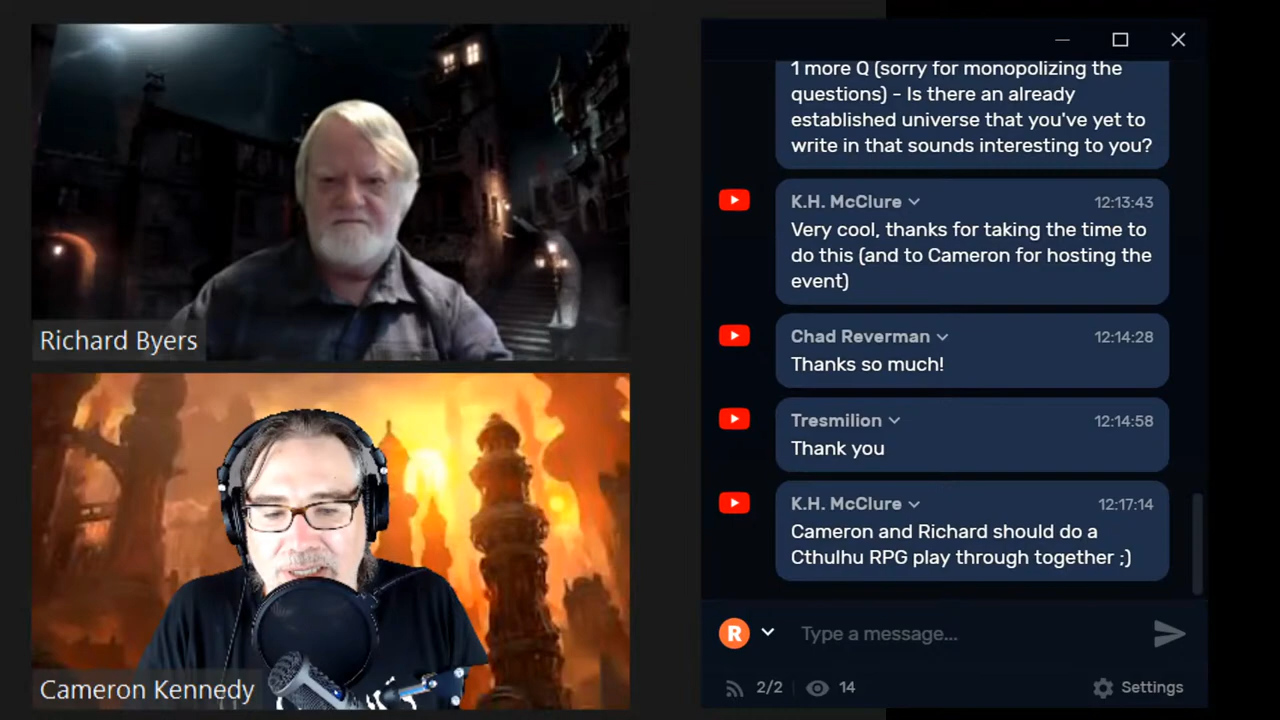 Richard Byers
Cameron Kennedy
1 more Q (sorry for monopolizing the
questions) - Is there an already
established universe that you've yet to
write in that sounds interesting to you?
K.H. McClure 12:13:43
Very cool, thanks for taking the time to
do this (and to Cameron for hosting the
event)
Chad Reverman 12:14:28
Thanks so much!
Tresmilion 12:14:58
Thank you
K.H. McClure 12:17:14
Cameron and Richard should do a
Cthulhu RPG play through together ;)
R Type a message...
2/2 14 Settings